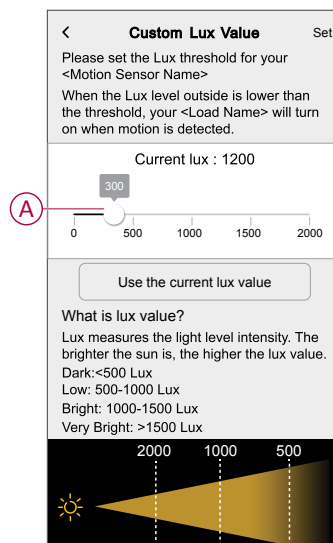 Custom Lux Value Set
Please set the Lux threshold for your
<Motion Sensor Name>
When the Lux level outside is lower than
the threshold, your <Load Name> will turn
on when motion is detected.
Current lux : 1200
300
A
0 500 1000 1500 2000
Use the current lux value
What is lux value?
Lux measures the light level intensity. The
brighter the sun is, the higher the lux value.
Dark:<500 Lux
Low: 500-1000 Lux
Bright: 1000-1500 Lux
Very Bright: >1500 Lux
2000 1000 500